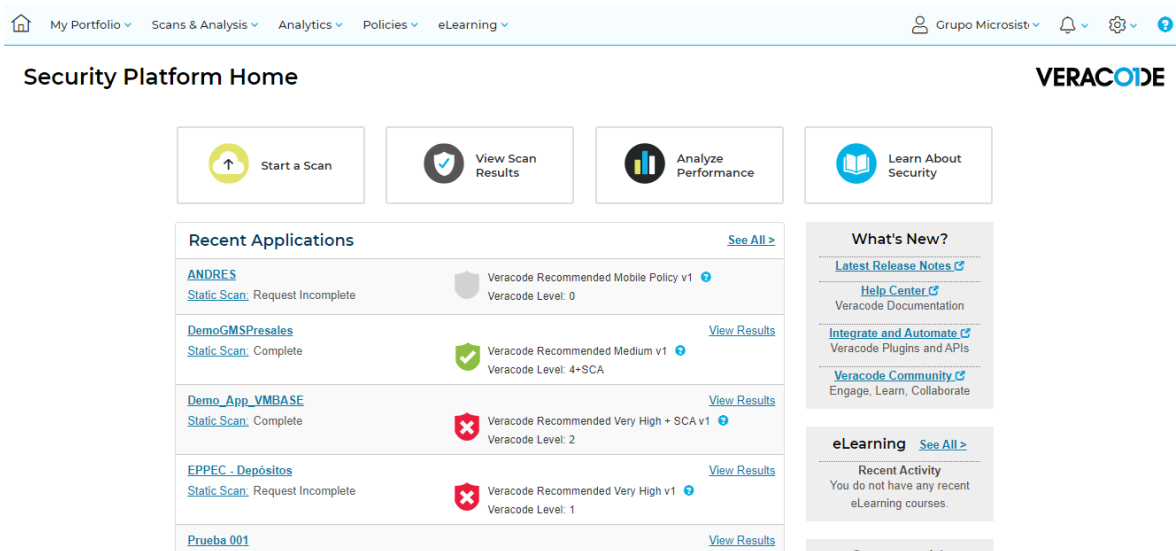 My Portfolio Scans & Analysis Analytics Policies eLearning Grupo Microsist
Security Platform Home
VERACODE
Start a Scan
View Scan
Results
Analyze
Performance
Learn About
Security
Recent Applications See All >
ANDRES
Static Scan: Request Incomplete
Veracode Recommended Mobile Policy v1
Veracode Level: 0
DemoGMSPresales View Results
Static Scan: Complete
Veracode Recommended Medium v1
Veracode Level: 4+SCA
Demo_App_VMBASE View Results
Static Scan: Complete
Veracode Recommended Very High + SCA v1
Veracode Level: 2
EPPEC - Depósitos View Results
Static Scan: Request Incomplete
Veracode Recommended Very High v1
Veracode Level: 1
Prueba 001 View Results
What's New?
Latest Release Notes
Help Center
Veracode Documentation
Integrate and Automate
Veracode Plugins and APIs
Veracode Community
Engage, Learn, Collaborate
eLearning See All >
Recent Activity
You do not have any recent
eLearning courses.